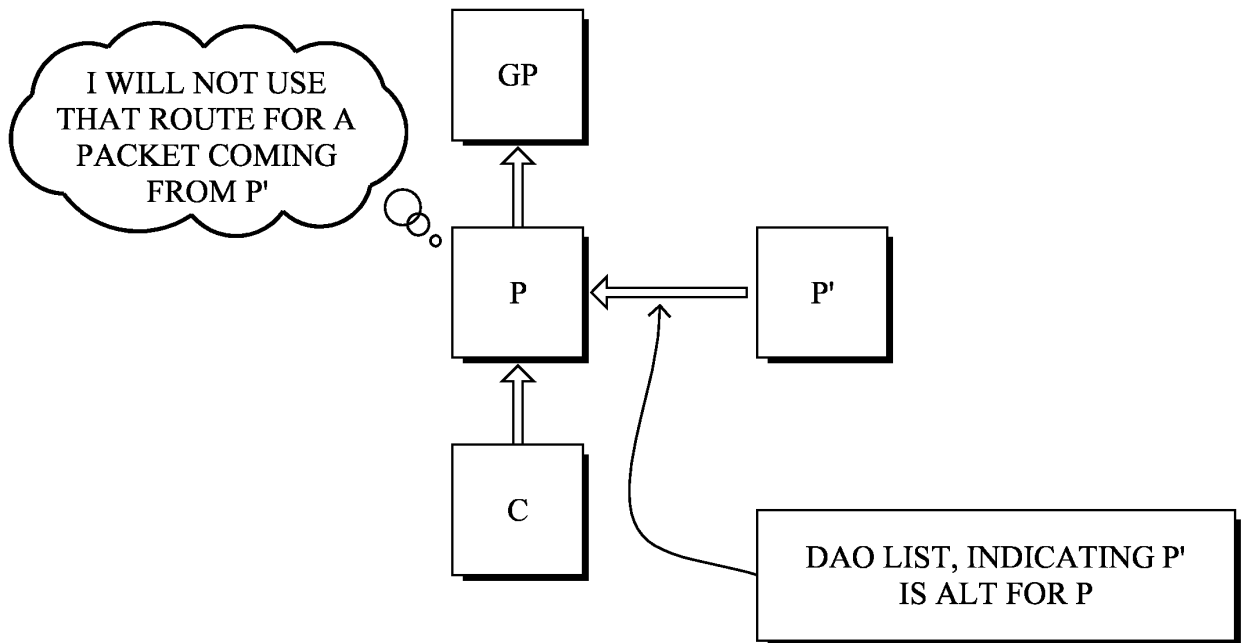 I WILL NOT USE
THAT ROUTE FOR A
PACKET COMING
FROM P'
GP
P
P'
C
DAO LIST, INDICATING P'
IS ALT FOR P